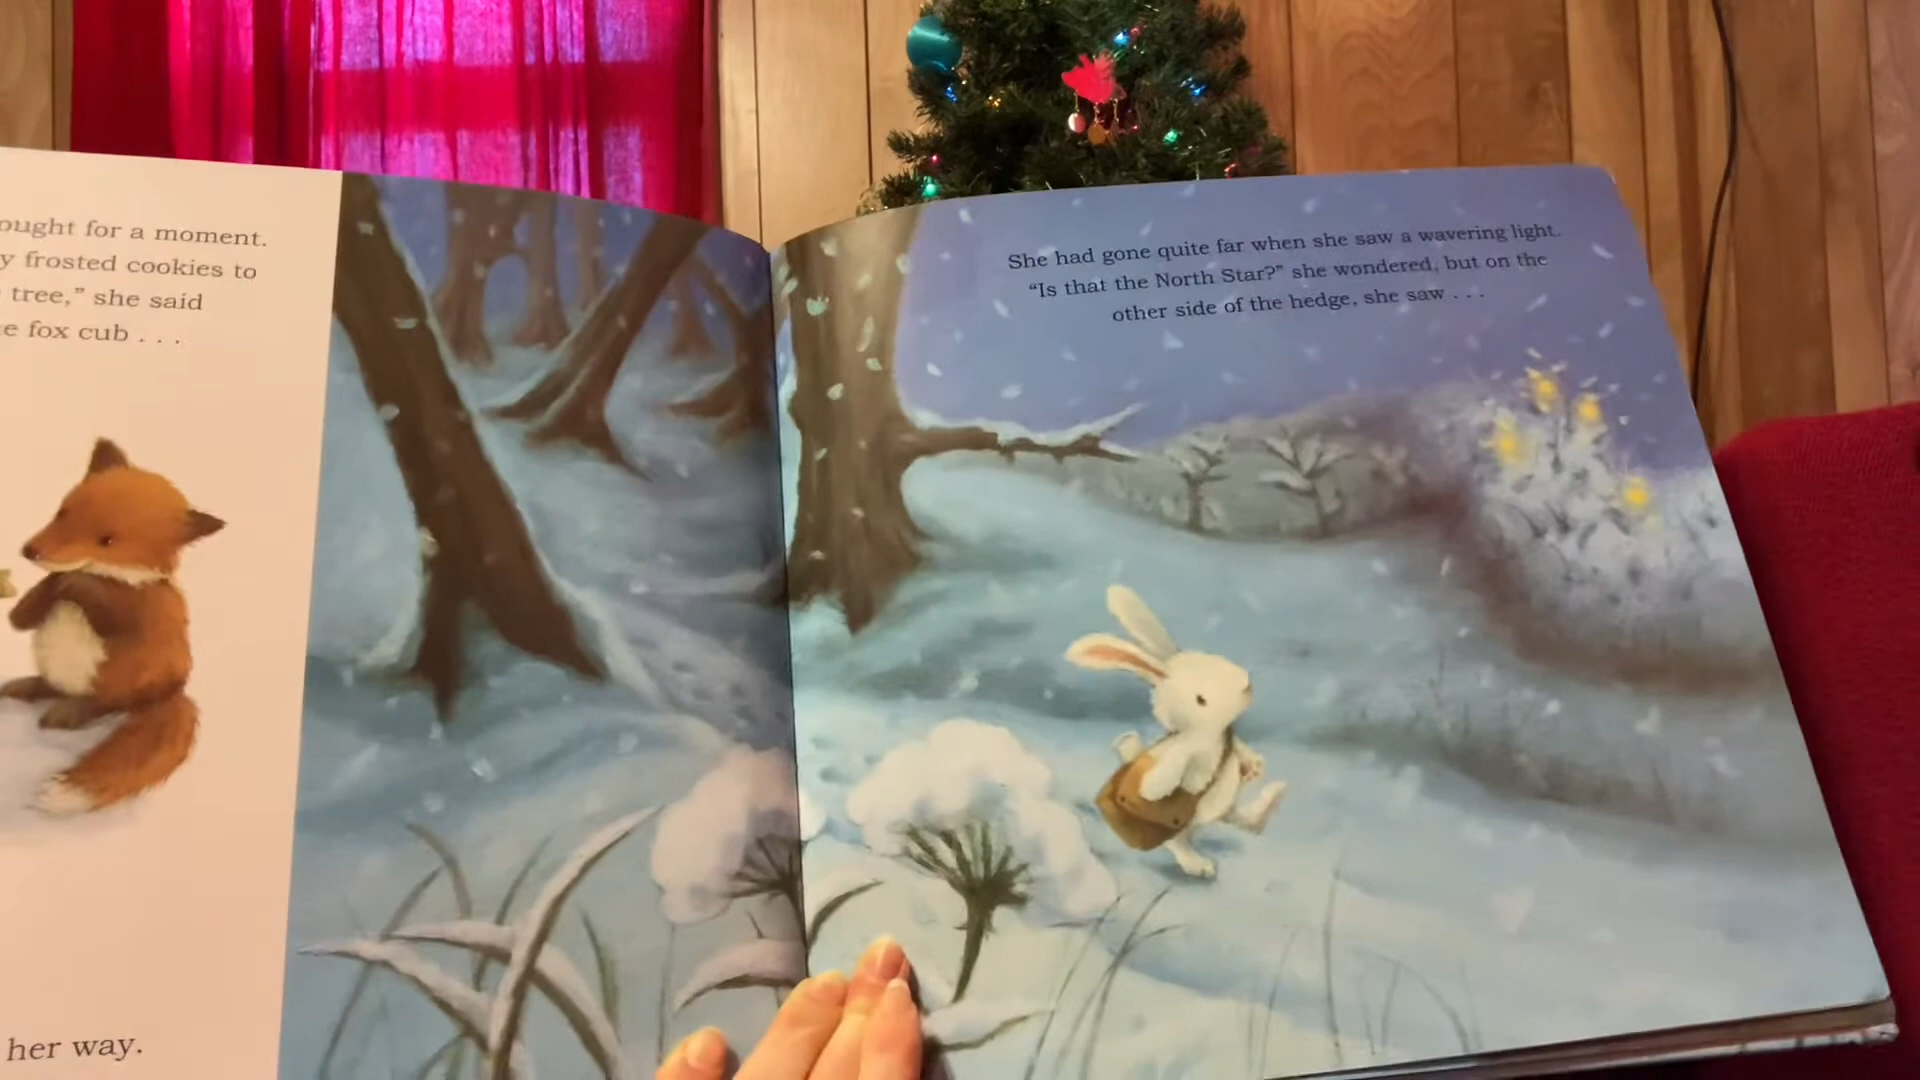 ought for a moment.
y frosted cookies to
tree,” she said
e fox cub . . .
her way.
She had gone quite far when she saw a wavering light.
“Is that the North Star?” she wondered, but on the
other side of the hedge, she saw . . .